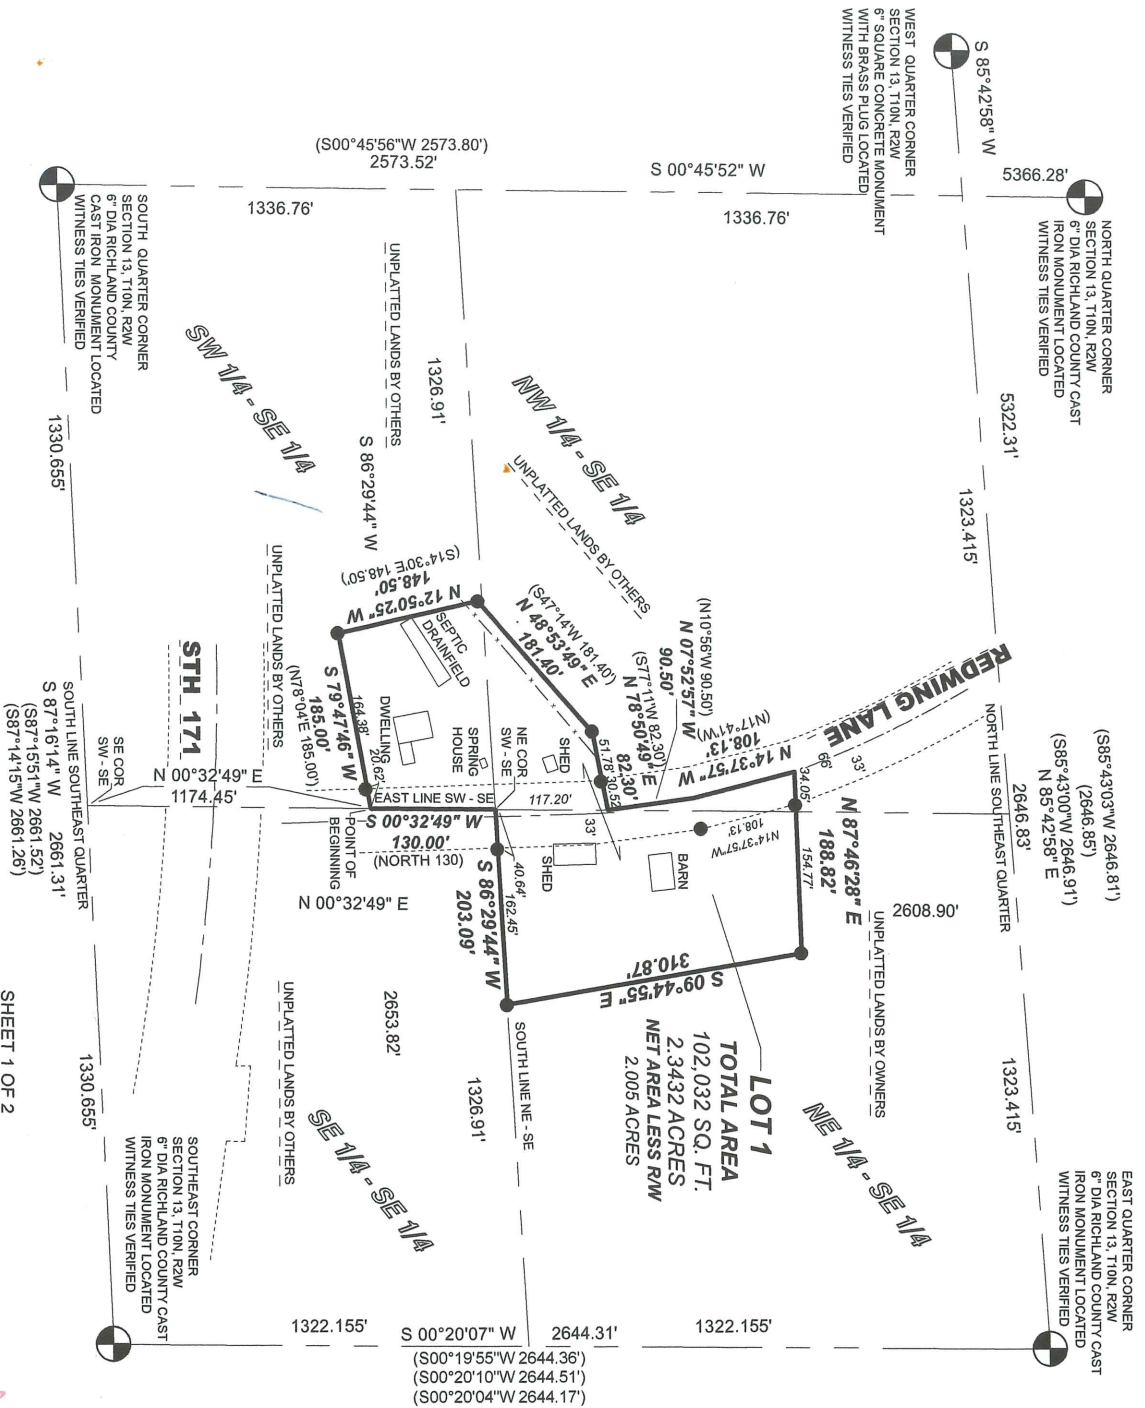 WEST QUARTER CORNER
SECTION 13, T10N, R2W
6" SQUARE CONCRETE MONUMENT
WITH BRASS PLUG LOCATED
WITNESS TIES VERIFIED
S 85°42'58" W
5366.28'
NORTH QUARTER CORNER
SECTION 13, T10N, R2W
6" DIA RICHLAND COUNTY CAST
IRON MONUMENT LOCATED
WITNESS TIES VERIFIED
(S00°45'56"W 2573.80')
2573.52'
S 00°45'52" W
1336.76'
1336.76'
SOUTH QUARTER CORNER
SECTION 13, T10N, R2W
6" DIA RICHLAND COUNTY
CAST IRON MONUMENT LOCATED
WITNESS TIES VERIFIED
UNPLATTED LANDS BY OTHERS
SW 1/4 - SE 1/4
1326.91'
S 86°29'44" W
NW 1/4 - SE 1/4
UNPLATTED LANDS BY OTHERS
5322.31'
1323.415'
1330.655'
UNPLATTED LANDS BY OTHERS
(S14°30'E 148.50')
148.50'
N 12°50'25" W
SEPTIC
DRAINFIELD
(S47°14'W 181.40')
N 48°53'49" E
181.40'
(N10°56'W 90.50')
N 07°52'57" W
90.50'
(S77°11'W 82.30')
N 78°50'49" E
82.30'
51.78'
30.52'
(N17°41'W)
108.13'
N 14°37'57" W
REDWING LANE
66'
33'
NORTH LINE SOUTHEAST QUARTER
(S85°43'03"W 2646.81')
(2646.85')
(S85°43'00"W 2646.91')
N 85°42'58" E
2646.83'
STH 171
(N78°04'E 185.00')
185.00'
S 79°47'46" W
164.38'
20.62'
DWELLING
SPRING
HOUSE
NE COR
SW - SE
SHED
117.20'
33'
EAST LINE SW - SE
SE COR
SW - SE
N 00°32'49" E
1174.45'
SOUTH LINE SOUTHEAST QUARTER
S 87°16'14" W 2661.31'
(S87°15'51"W 2661.52')
(S87°14'15"W 2661.26')
POINT OF
BEGINNING
S 00°32'49" W
130.00'
(NORTH 130)
40.64'
162.45'
S 86°29'44" W
203.09'
SHED
BARN
108.13'
N14°37'57"W
34.05'
154.77'
N 87°46'28" E
188.82'
N 00°32'49" E
2608.90'
UNPLATTED LANDS BY OWNERS
S 09°44'55" E
310.87'
LOT 1
TOTAL AREA
102,032 SQ. FT.
2.3432 ACRES
NET AREA LESS R/W
2.005 ACRES
UNPLATTED LANDS BY OTHERS
2653.82'
SOUTH LINE NE - SE
1326.91'
1323.415'
NE 1/4 - SE 1/4
SE 1/4 - SE 1/4
1330.655'
SOUTHEAST CORNER
SECTION 13, T10N, R2W
6" DIA RICHLAND COUNTY CAST
IRON MONUMENT LOCATED
WITNESS TIES VERIFIED
EAST QUARTER CORNER
SECTION 13, T10N, R2W
6" DIA RICHLAND COUNTY CAST
IRON MONUMENT LOCATED
WITNESS TIES VERIFIED
1322.155'
S 00°20'07" W
2644.31'
1322.155'
(S00°19'55"W 2644.36')
(S00°20'10"W 2644.51')
(S00°20'04"W 2644.17')
SHEET 1 OF 2